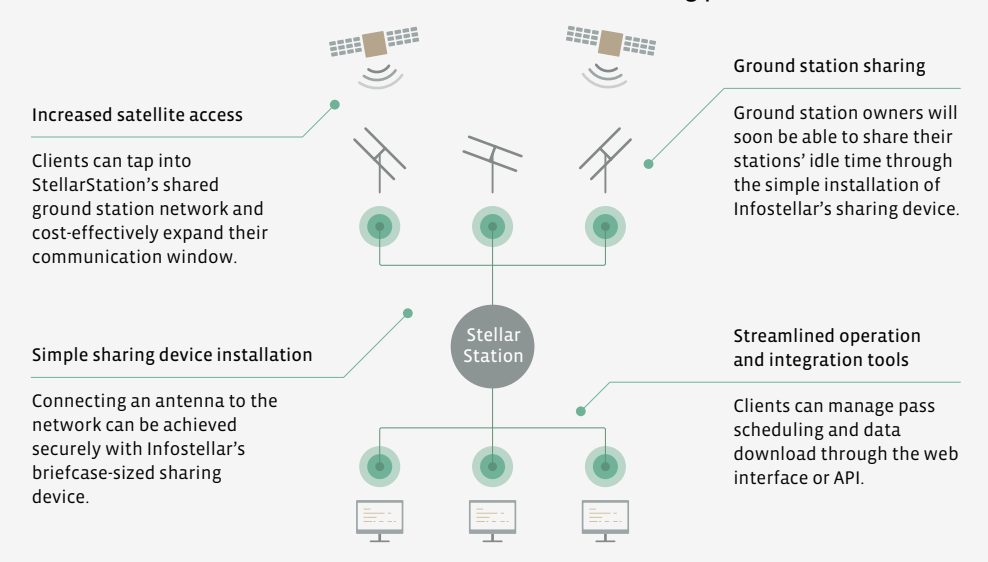 Increased satellite access
Clients can tap into
StellarStation’s shared
ground station network and
cost-effectively expand their
communication window.
Ground station sharing
Ground station owners will
soon be able to share their
stations’ idle time through
the simple installation of
Infostellar’s sharing device.
Stellar
Station
Simple sharing device installation
Connecting an antenna to the
network can be achieved
securely with Infostellar’s
briefcase-sized sharing
device.
Streamlined operation
and integration tools
Clients can manage pass
scheduling and data
download through the web
interface or API.